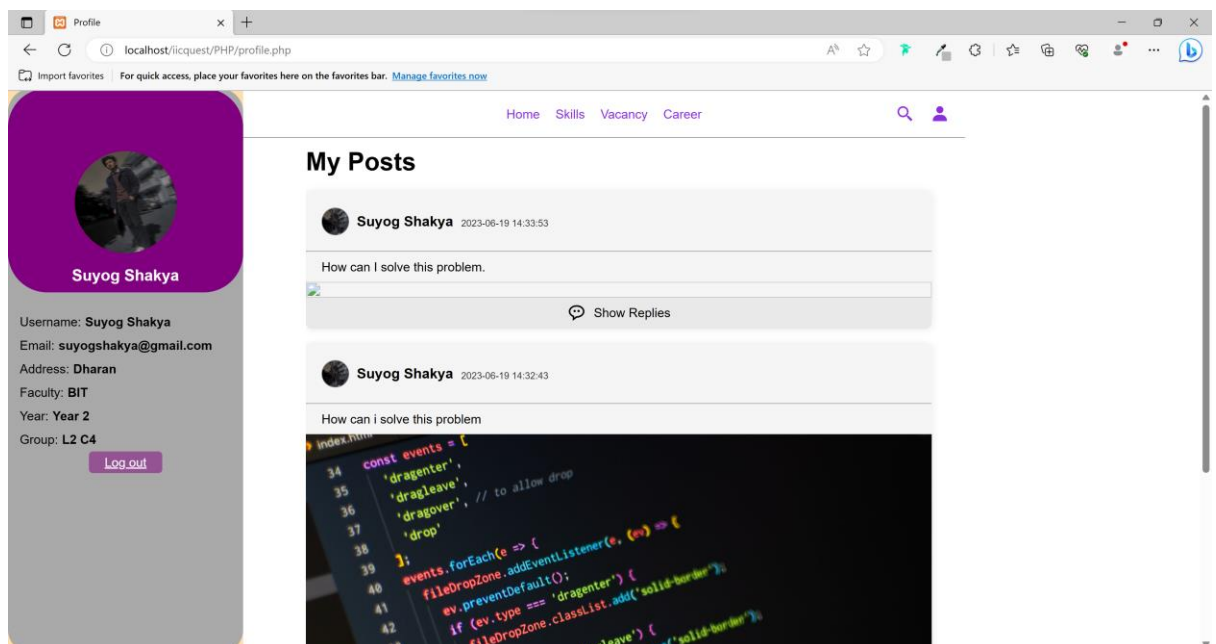 Profile
localhost/iicquest/PHP/profile.php
Import favorites For quick access, place your favorites here on the favorites bar. Manage favorites now
Home Skills Vacancy Career
My Posts
Suyog Shakya 2023-06-19 14:33:53
How can I solve this problem.
Show Replies
Suyog Shakya 2023-06-19 14:32:43
How can i solve this problem
Suyog Shakya
Username: Suyog Shakya
Email: suyogshakya@gmail.com
Address: Dharan
Faculty: BIT
Year: Year 2
Group: L2 C4
Log out
index.html
34 const events = [
35 'dragenter',
36 'dragleave',
37 'dragover', // to allow drop
38 'drop'
39 ];
40 events.forEach(e => {
41 fileDropZone.addEventListener(e, (ev) => {
42 ev.preventDefault();
if (ev.type === 'dragenter') {
fileDropZone.classList.add('solid-border');
leave') {
'solid-border'